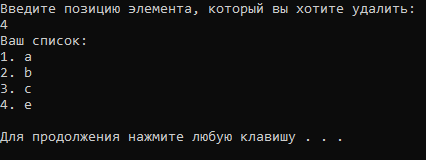 Введите позицию элемента, который вы хотите удалить:
4
Ваш список:
1. a
2. b
3. c
4. e
Для продолжения нажмите любую клавишу . . .